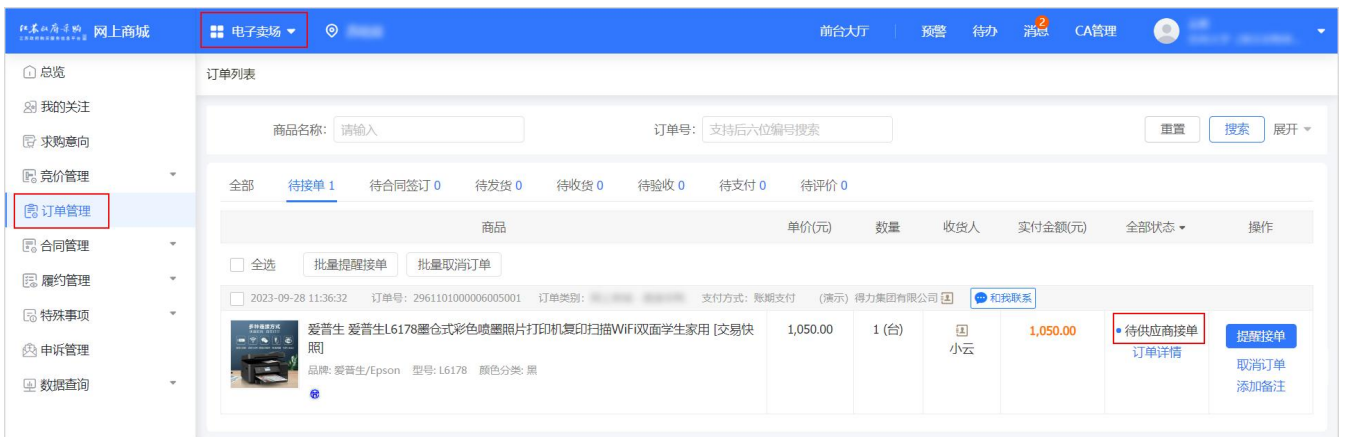 网上商城 电子卖场 前台大厅 预警 待办 消息 2 CA管理
总览
我的关注
求购意向
竞价管理
订单管理
合同管理
履约管理
特殊事项
申诉管理
数据查询
订单列表
商品名称: 请输入 订单号: 支持后六位编号搜索 重置 搜索 展开
全部 待接单 1 待合同签订 0 待发货 0 待收货 0 待验收 0 待支付 0 待评价 0
商品 单价(元) 数量 收货人 实付金额(元) 全部状态 操作
全选 批量提醒接单 批量取消订单
2023-09-28 11:36:32 订单号: 2961101000006005001 订单类别: 支付方式: 账期支付 (演示) 得力集团有限公司 和我联系
爱普生 爱普生L6178墨仓式彩色喷墨照片打印机复印扫描WiFi双面学生家用 [交易快 1,050.00 1 (台) 1,050.00 待供应商接单 提醒接单
照] 小云 订单详情
品牌: 爱普生/Epson 型号: L6178 颜色分类: 黑 取消订单
添加备注